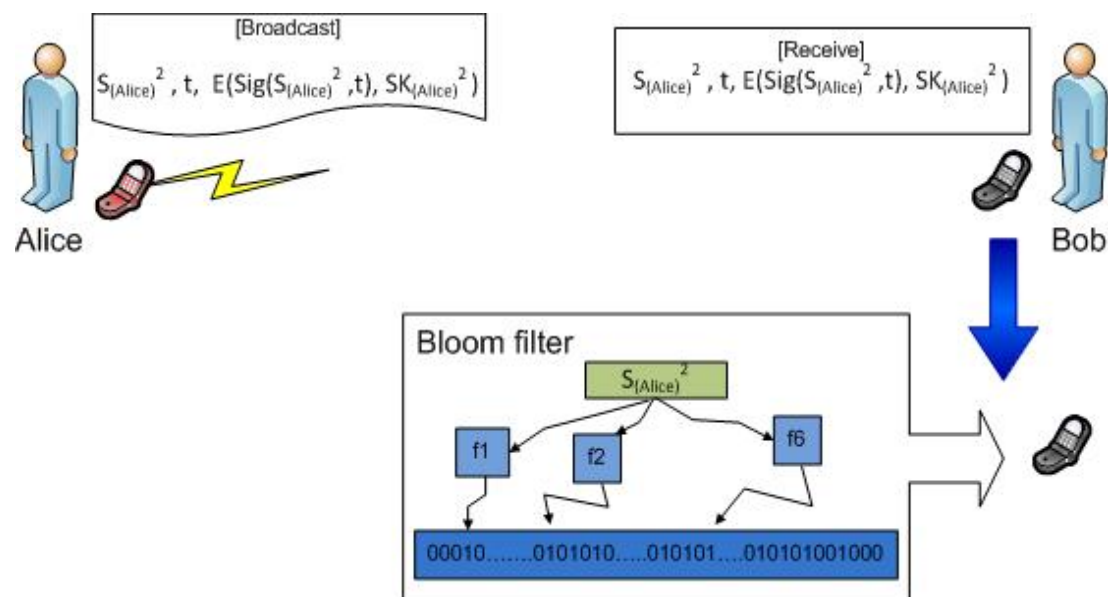 [Broadcast]
S(Alice)², t, E(Sig(S(Alice)²,t), SK(Alice)²)
Alice
[Receive]
S(Alice)², t, E(Sig(S(Alice)²,t), SK(Alice)²)
Bob
Bloom filter
S(Alice)²
f1
f2
f6
00010.......0101010.....010101....010101001000